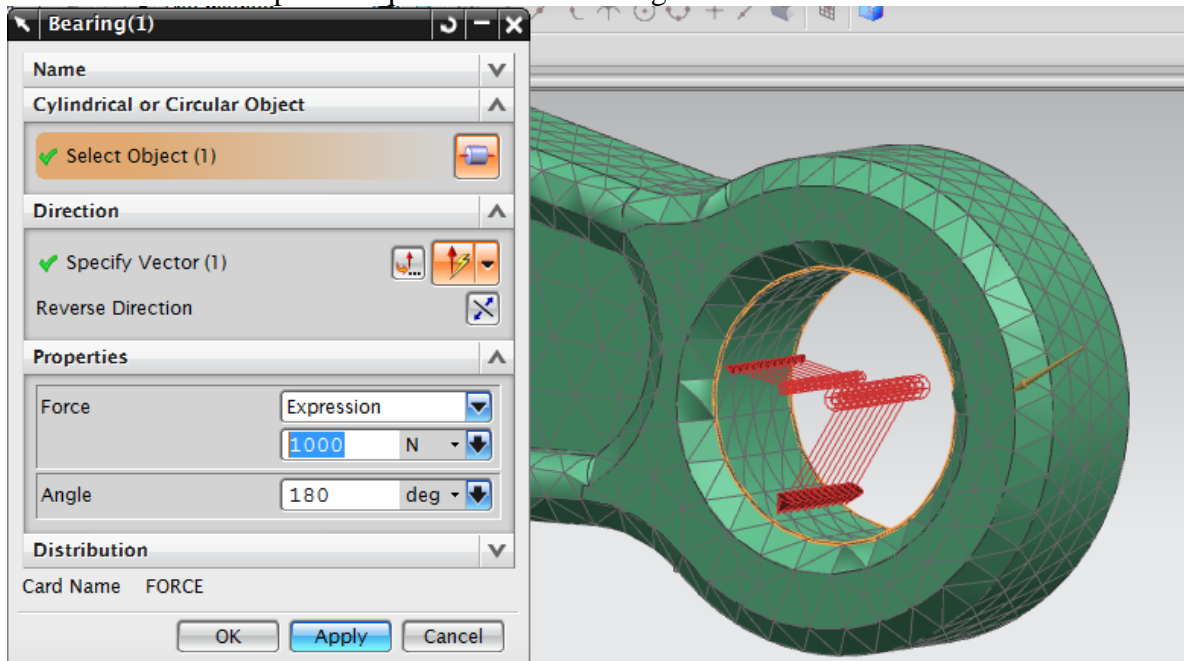 Bearing(1)
Name
Cylindrical or Circular Object
Select Object (1)
Direction
Specify Vector (1)
Reverse Direction
Properties
Force Expression
1000 N
Angle 180 deg
Distribution
Card Name FORCE
OK Apply Cancel